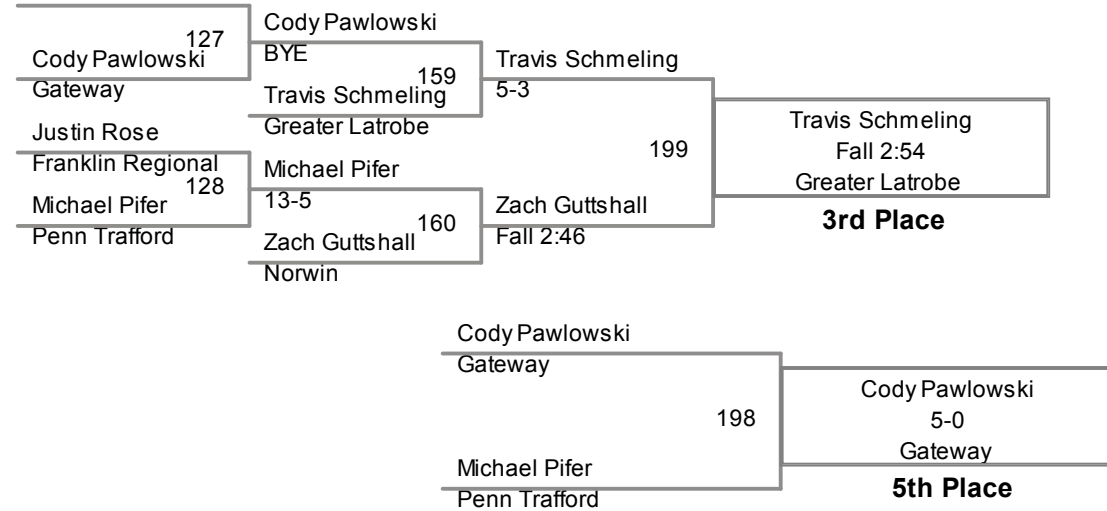 127
Cody Pawlowski
Gateway
Justin Rose
Franklin Regional
128
Michael Pifer
Penn Trafford
Cody Pawlowski
BYE
159
Travis Schmeling
Greater Latrobe
Michael Pifer
13-5
160
Zach Guttshall
Norwin
Travis Schmeling
5-3
199
Zach Guttshall
Fall 2:46
Travis Schmeling
Fall 2:54
Greater Latrobe
3rd Place
Cody Pawlowski
Gateway
198
Michael Pifer
Penn Trafford
Cody Pawlowski
5-0
Gateway
5th Place